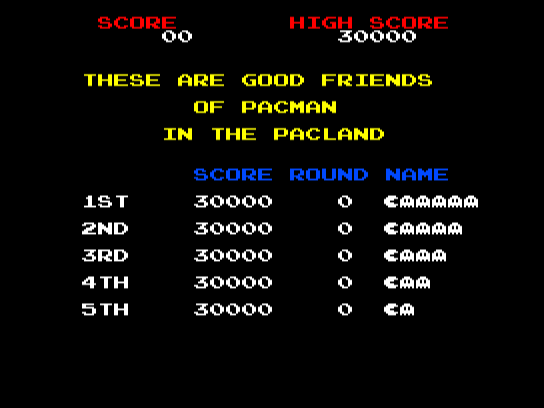 SCORE HIGH SCORE
00 30000
THESE ARE GOOD FRIENDS
OF PACMAN
IN THE PACLAND
SCORE ROUND NAME
1ST 30000 0
2ND 30000 0
3RD 30000 0
4TH 30000 0
5TH 30000 0